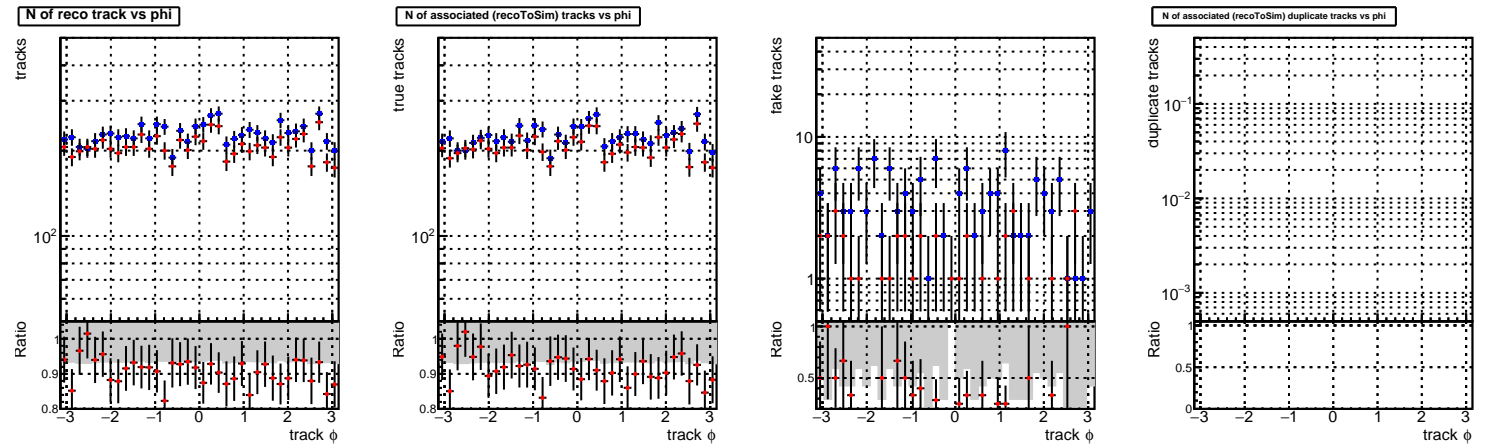 N of reco track vs phi
tracks
10²
Ratio
1
0.9
0.8
−3 −2 −1 0 1 2 3
track ϕ
N of associated (recoToSim) tracks vs phi
true tracks
10²
Ratio
1
0.9
0.8
−3 −2 −1 0 1 2 3
track ϕ
fake tracks
10
1
Ratio
1
0.5
−3 −2 −1 0 1 2 3
track ϕ
N of associated (recoToSim) duplicate tracks vs phi
duplicate tracks
10⁻¹
10⁻²
10⁻³
Ratio
1
0.5
0
−3 −2 −1 0 1 2 3
track ϕ